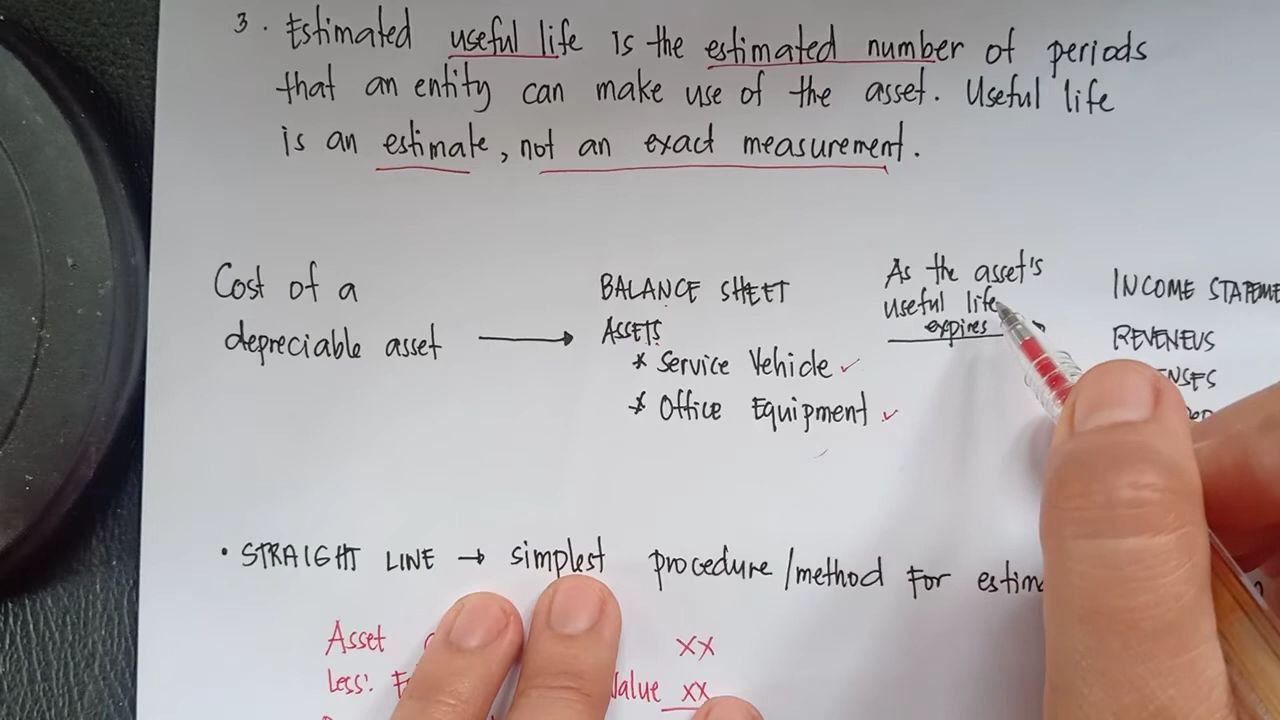 3. Estimated useful life is the estimated number of periods
that an entity can make use of the asset. Useful life
is an estimate, not an exact measurement.
Cost of a
depreciable asset
BALANCE SHEET
ASSETS
* Service Vehicle ✓
* Office Equipment ✓
As the asset's
useful life
expires
INCOME STATEME
REVENEUS
• STRAIGHT LINE → simplest procedure/method for estim
Asset xx
Less: Value xx